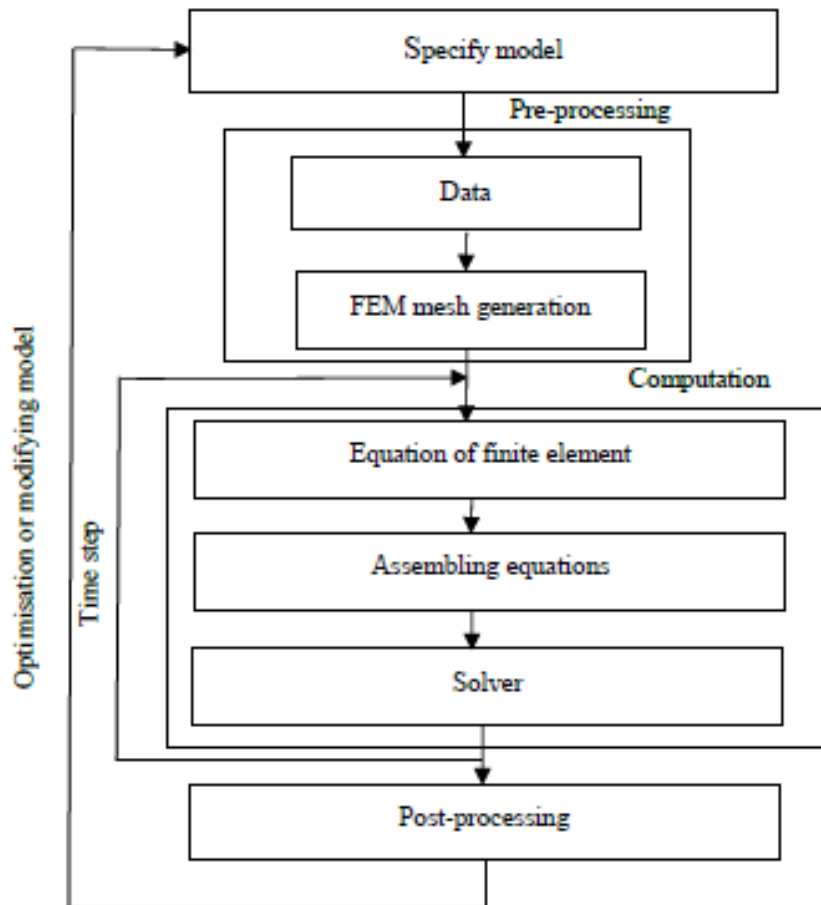 Specify model
Pre-processing
Data
FEM mesh generation
Computation
Equation of finite element
Assembling equations
Solver
Post-processing
Time step
Optimisation or modifying model